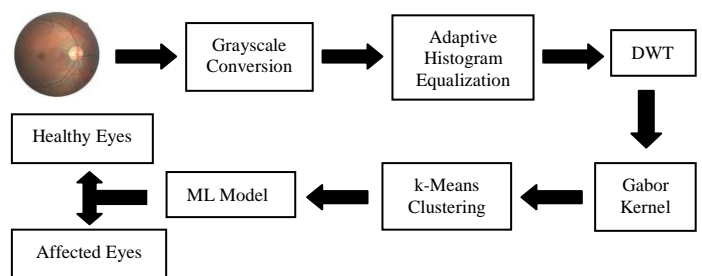 Grayscale
Conversion
Adaptive
Histogram
Equalization
DWT
Gabor
Kernel
k-Means
Clustering
ML Model
Healthy Eyes
Affected Eyes